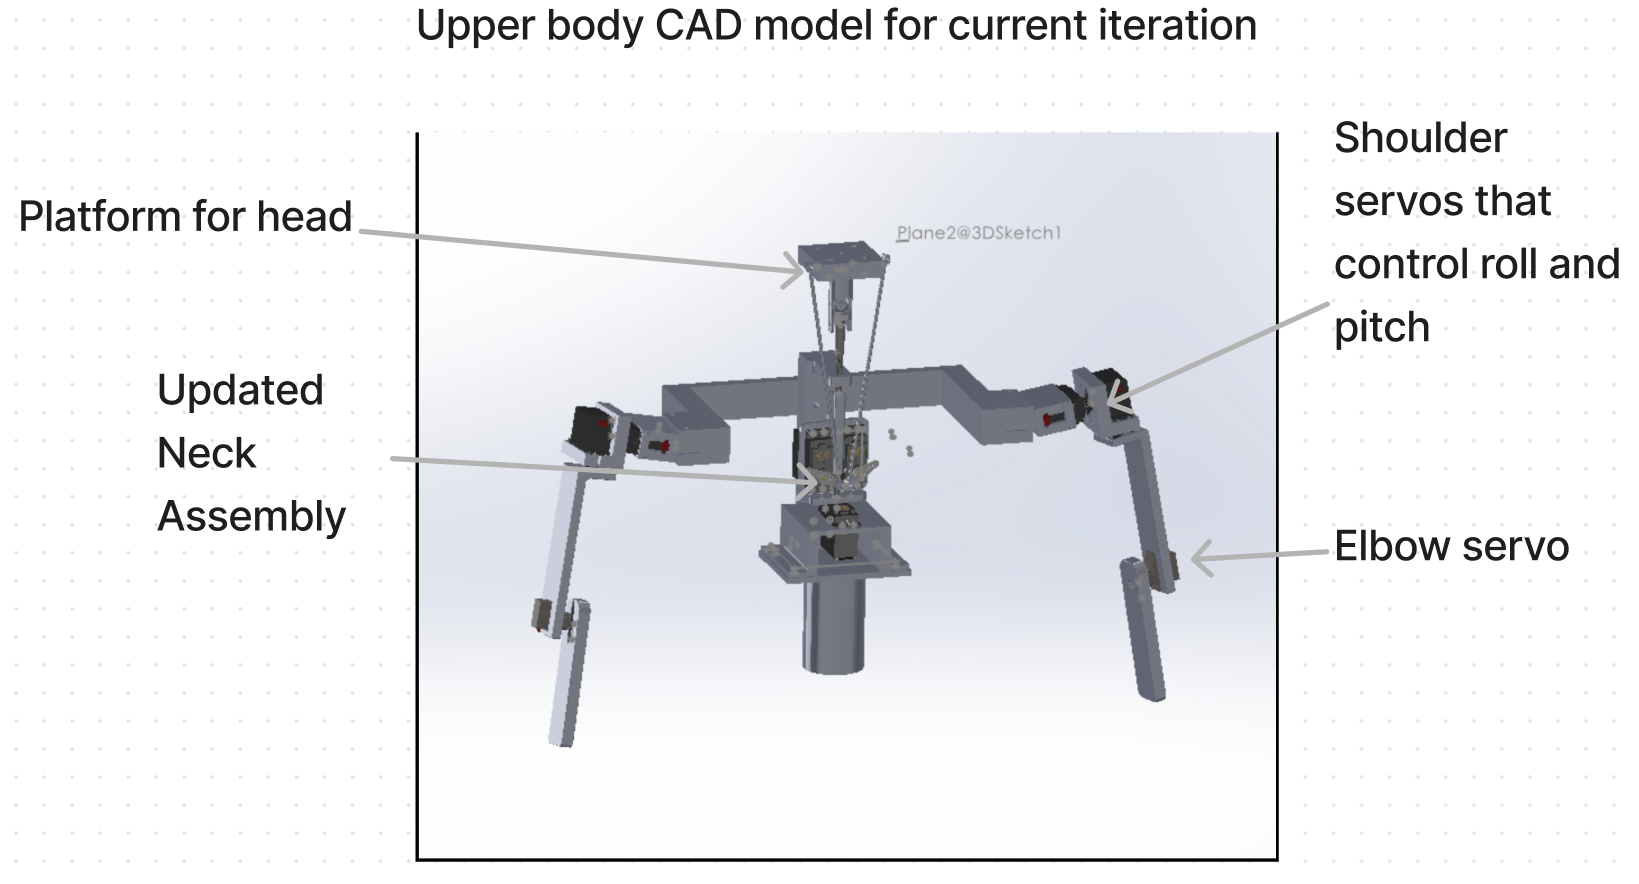 Upper body CAD model for current iteration
Shoulder
servos that
control roll and
pitch
Platform for head
Plane2@3DSketch1
Updated
Neck
Assembly
Elbow servo